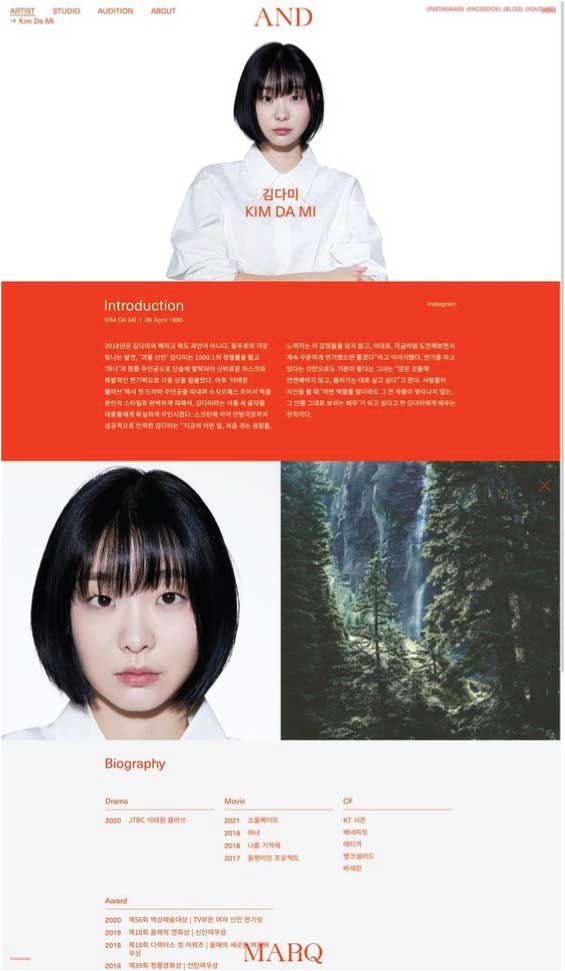 ARTIST STUDIO AUDITION ABOUT
→ Kim Da Mi
AND
(INSTAGRAM) (FACEBOOK) (BLOG) (YOUTUBE)
김다미
KIM DA MI
Introduction
Instagram
KIM DA MI | 09 April 1995
2018년은 김다미의 해라고 해도 과언이 아니다. 충무로의 가장
빛나는 발견, "괴물 신인" 김다미는 1500:1의 경쟁률을 뚫고
'마녀'의 원톱 주인공으로 단숨에 발탁되어 신비로운 마스크와
폭발적인 연기력으로 각종 상을 휩쓸었다. 이후 '이태원
클라쓰'에서 첫 드라마 주인공을 따내며 소시오패스 조이서 역을
본인의 스타일로 완벽하게 재해석, 김다미라는 이름 세 글자를
대중들에게 확실하게 각인시켰다. 스크린에 이어 안방극장까지
성공적으로 안착한 김다미는 "지금의 이런 일, 처음 겪는 경험들,
느껴지는 이 감정들을 잊지 않고, 이대로, 지금처럼 도전해보면서
계속 꾸준하게 연기했으면 좋겠다"라고 이야기했다. 연기를 하고
있다는 것만으로도 기분이 좋다는 그녀는 "많은 것들에
연연해하지 않고, 흘러가는 대로 살고 싶다"고 한다. 사람들이
자신을 볼 때 "어떤 역할을 맡더라도 그 전 작품이 생각나지 않는,
그 인물 그대로 보이는 배우"가 되고 싶다고 한 김다미에게 배우는
천직이다.
Biography
Drama
2020 JTBC 이태원 클라쓰
Movie
2021 소울메이트
2018 마녀
2018 나를 기억해
2017 동명이인 프로젝트
CF
KT 시즌
베네피트
에티카
뱅크샐러드
바세린
Award
2020 제56회 백상예술대상 | TV부문 여자 신인 연기상
2019 제10회 올해의 영화상 | 신인여우상
2018 제18회 디렉터스 컷 어워즈 | 올해의 새로운 여자배우상
2018 제39회 청룡영화상 | 신인여우상
MARQ